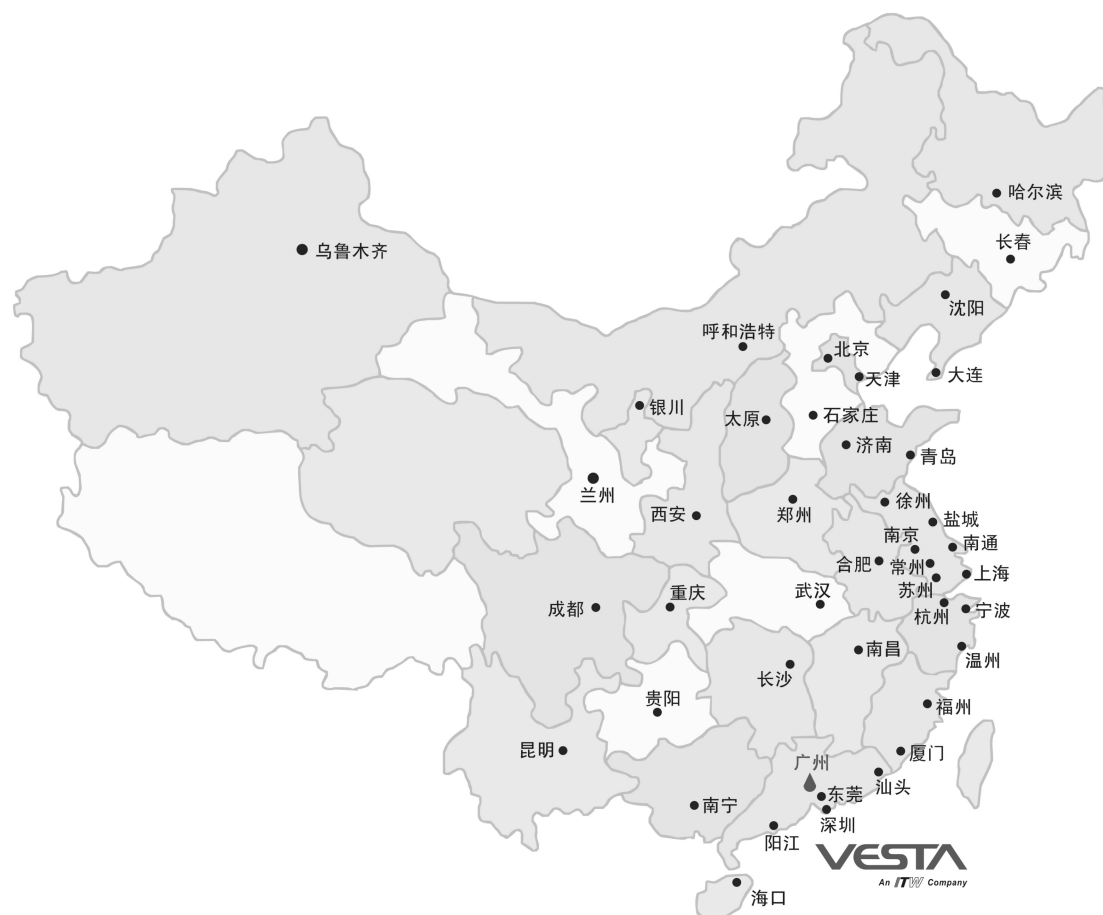 哈尔滨
长春
乌鲁木齐
沈阳
呼和浩特
北京
天津
大连
银川
太原
石家庄
济南
青岛
兰州
西安
郑州
徐州
盐城
南京
南通
合肥
常州
上海
苏州
成都
重庆
武汉
杭州
宁波
南昌
温州
长沙
贵阳
福州
昆明
厦门
广州
汕头
南宁
东莞
深圳
阳江
VESTA
An ITW Company
海口